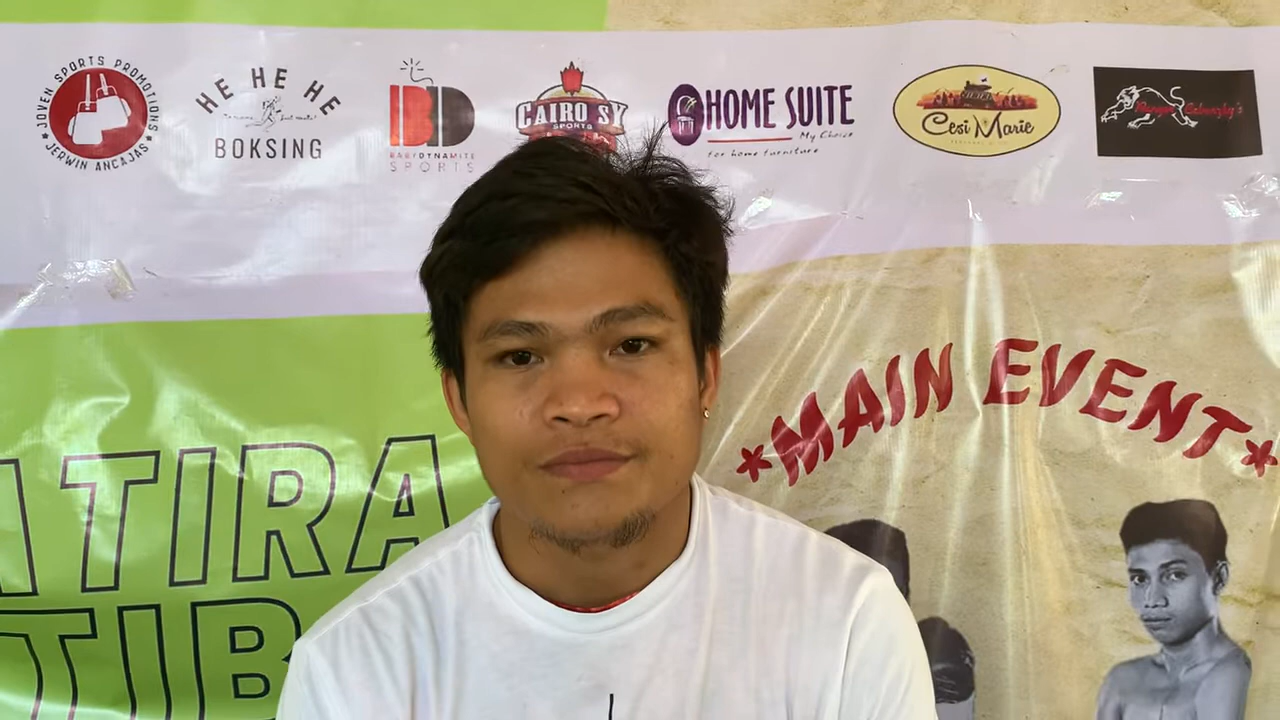 JOVEN SPORTS PROMOTIONS
JERWIN ANCAJAS
HE HE HE
BOKSING
BD
BABYDYNAMITE
SPORTS
CAIRO SY
SPORTS
HOME SUITE
My Choice
for home furniture
Cesi Marie
MAIN EVENT
ATIRA
TIB